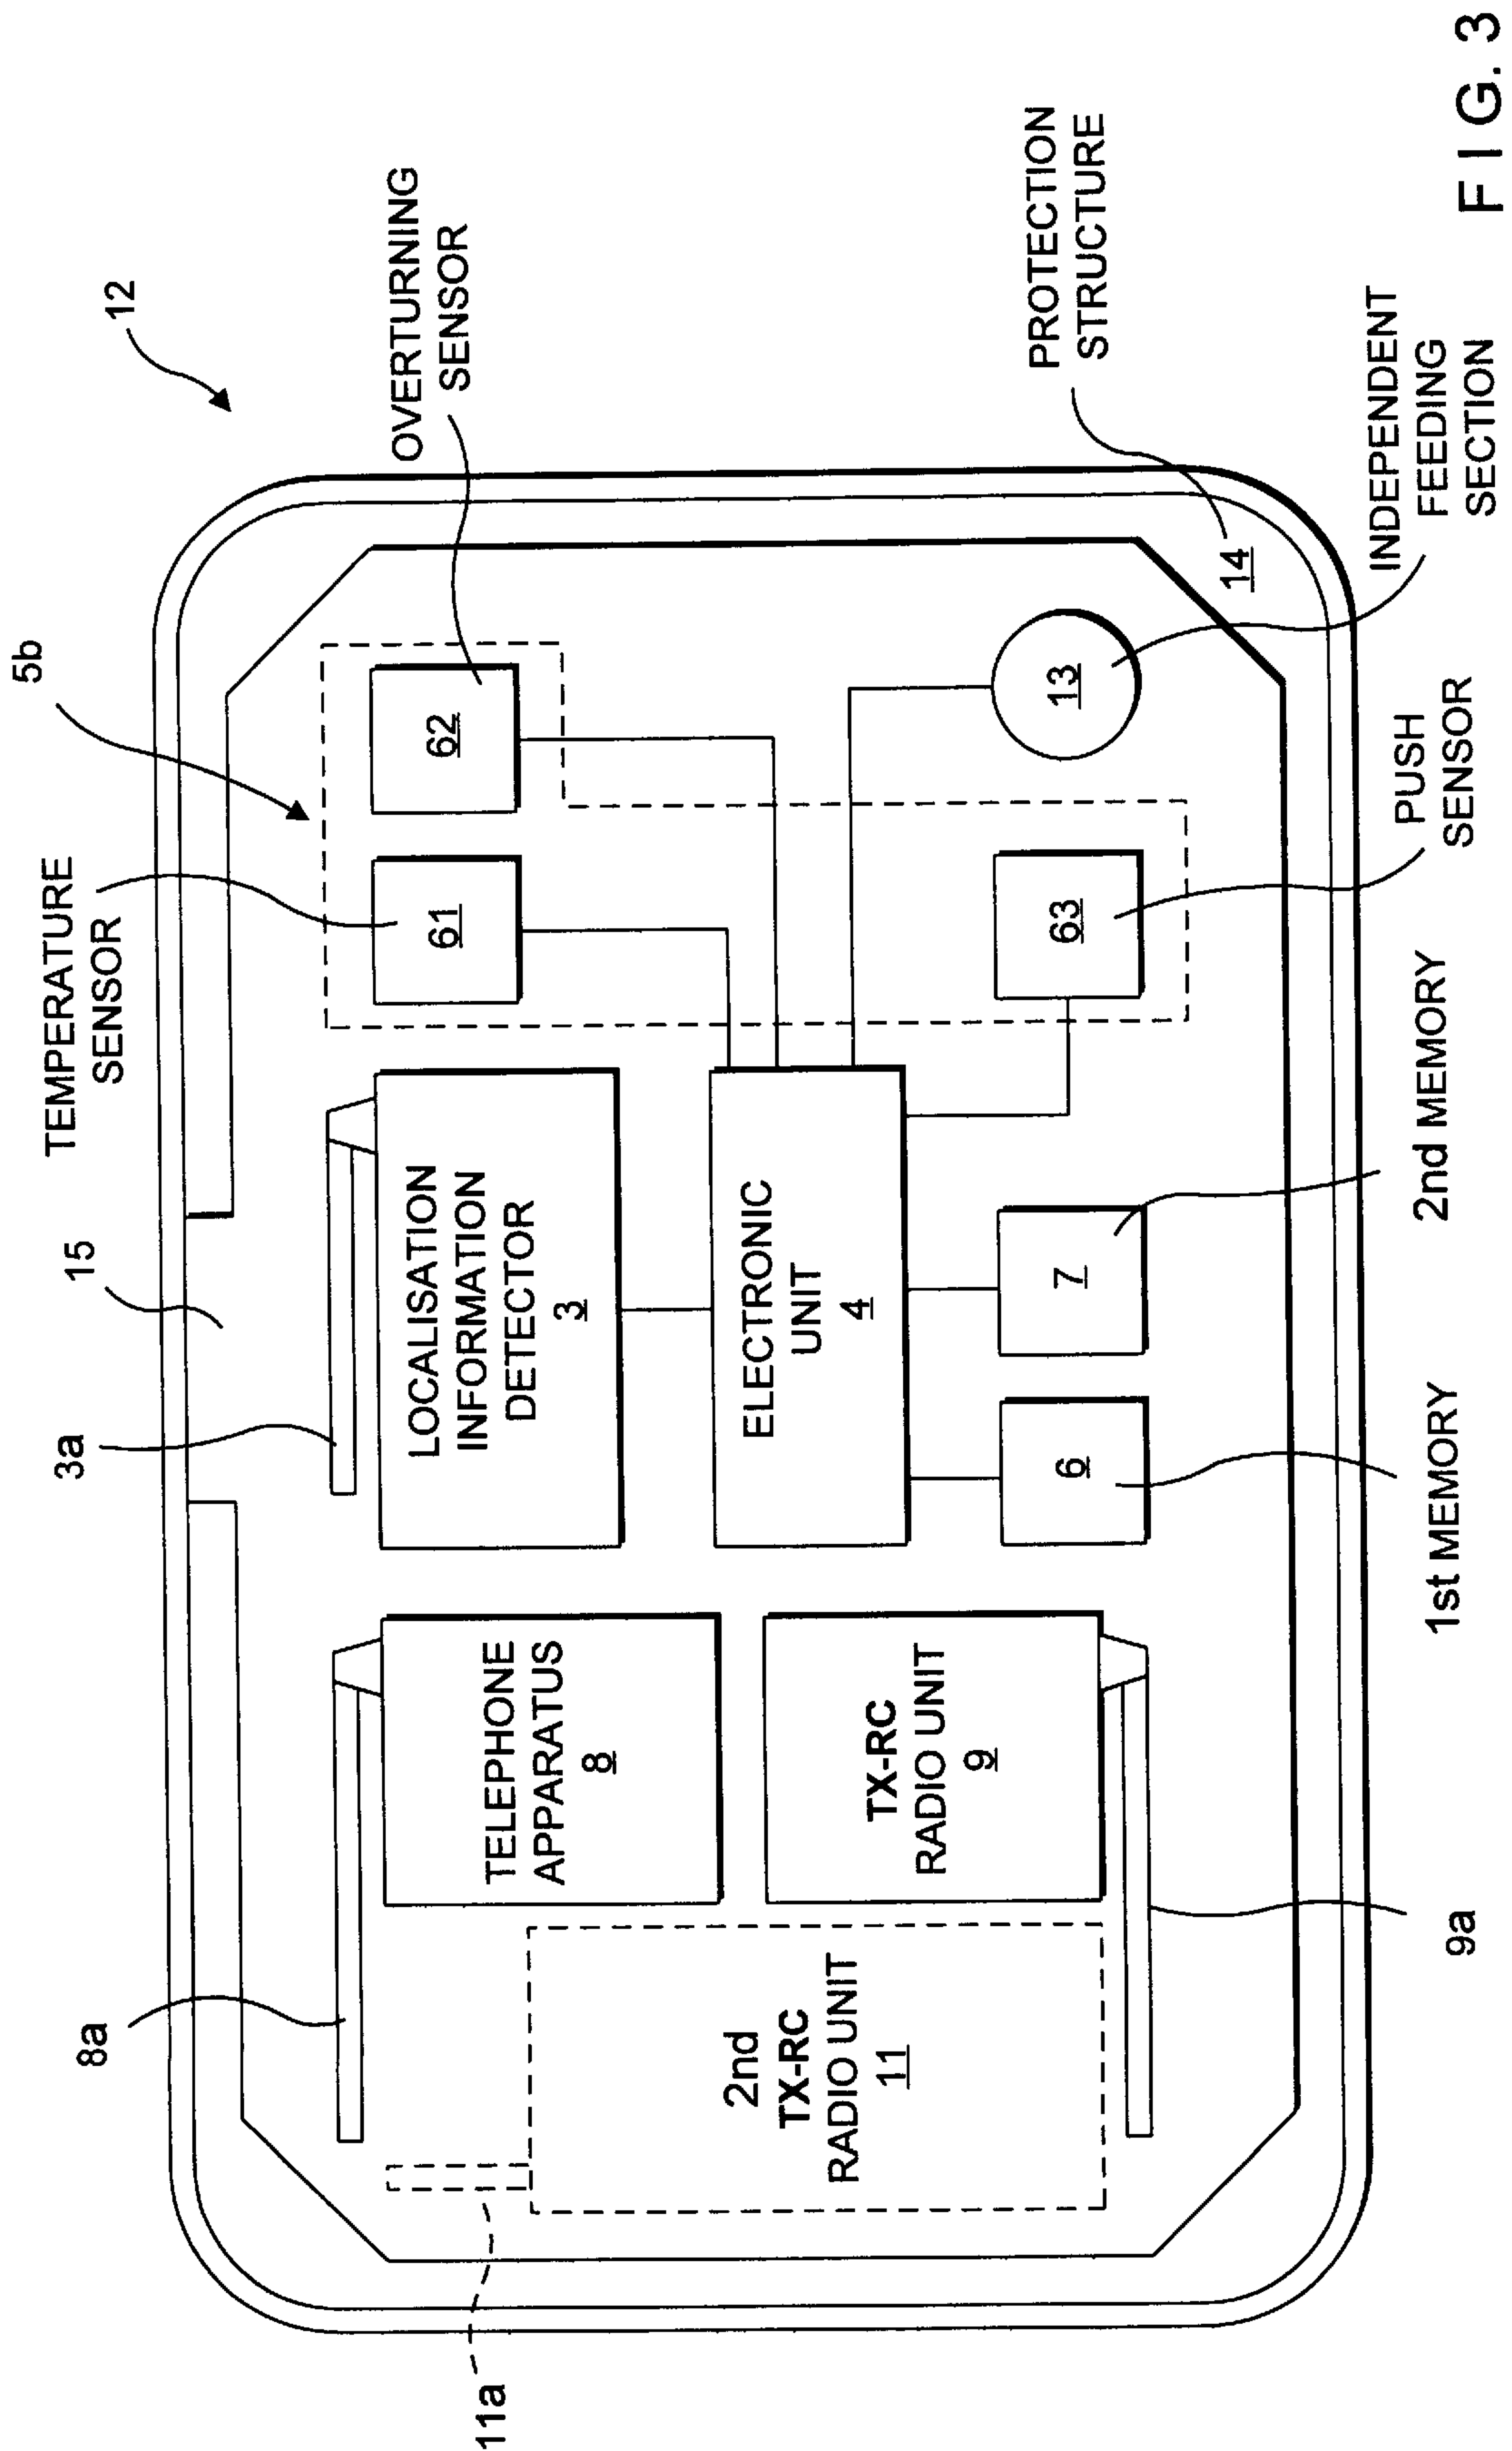 12
5b
15
3a
8a
11a
TEMPERATURE
SENSOR
OVERTURNING
SENSOR
61
62
LOCALISATION
INFORMATION
DETECTOR
3
TELEPHONE
APPARATUS
8
2nd
TX-RC
RADIO UNIT
11
TX-RC
RADIO UNIT
9
ELECTRONIC
UNIT
4
6
7
63
13
14
PROTECTION
STRUCTURE
INDEPENDENT
FEEDING
SECTION
PUSH
SENSOR
2nd MEMORY
1st MEMORY
9a
FIG. 3